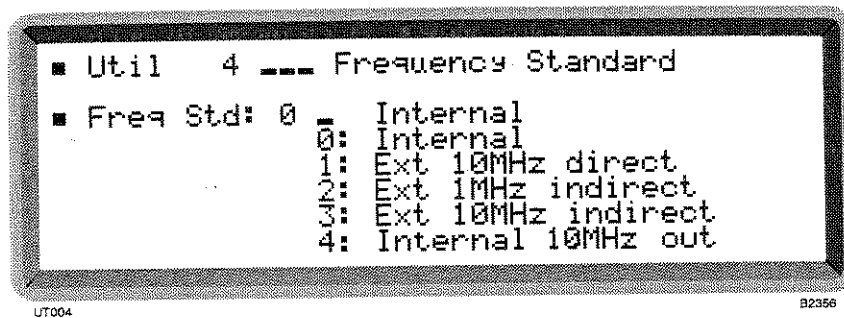 ▪ Util 4 ___ Frequency Standard
▪ Freq Std: 0 _ Internal
0: Internal
1: Ext 10MHz direct
2: Ext 1MHz indirect
3: Ext 10MHz indirect
4: Internal 10MHz out
UT004
B2356